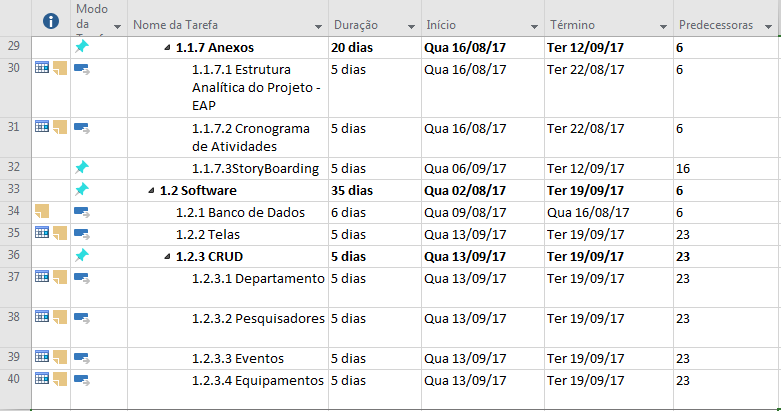 Modo da Tarefa Nome da Tarefa Duração Início Término Predecessoras
29 1.1.7 Anexos 20 dias Qua 16/08/17 Ter 12/09/17 6
30 1.1.7.1 Estrutura 5 dias Qua 16/08/17 Ter 22/08/17 6
Analítica do Projeto -
EAP
31 1.1.7.2 Cronograma 5 dias Qua 16/08/17 Ter 22/08/17 6
de Atividades
32 1.1.7.3StoryBoarding 5 dias Qua 06/09/17 Ter 12/09/17 16
33 1.2 Software 35 dias Qua 02/08/17 Ter 19/09/17 6
34 1.2.1 Banco de Dados 6 dias Qua 09/08/17 Qua 16/08/17 6
35 1.2.2 Telas 5 dias Qua 13/09/17 Ter 19/09/17 23
36 1.2.3 CRUD 5 dias Qua 13/09/17 Ter 19/09/17 23
37 1.2.3.1 Departamento 5 dias Qua 13/09/17 Ter 19/09/17 23
38 1.2.3.2 Pesquisadores 5 dias Qua 13/09/17 Ter 19/09/17 23
39 1.2.3.3 Eventos 5 dias Qua 13/09/17 Ter 19/09/17 23
40 1.2.3.4 Equipamentos 5 dias Qua 13/09/17 Ter 19/09/17 23